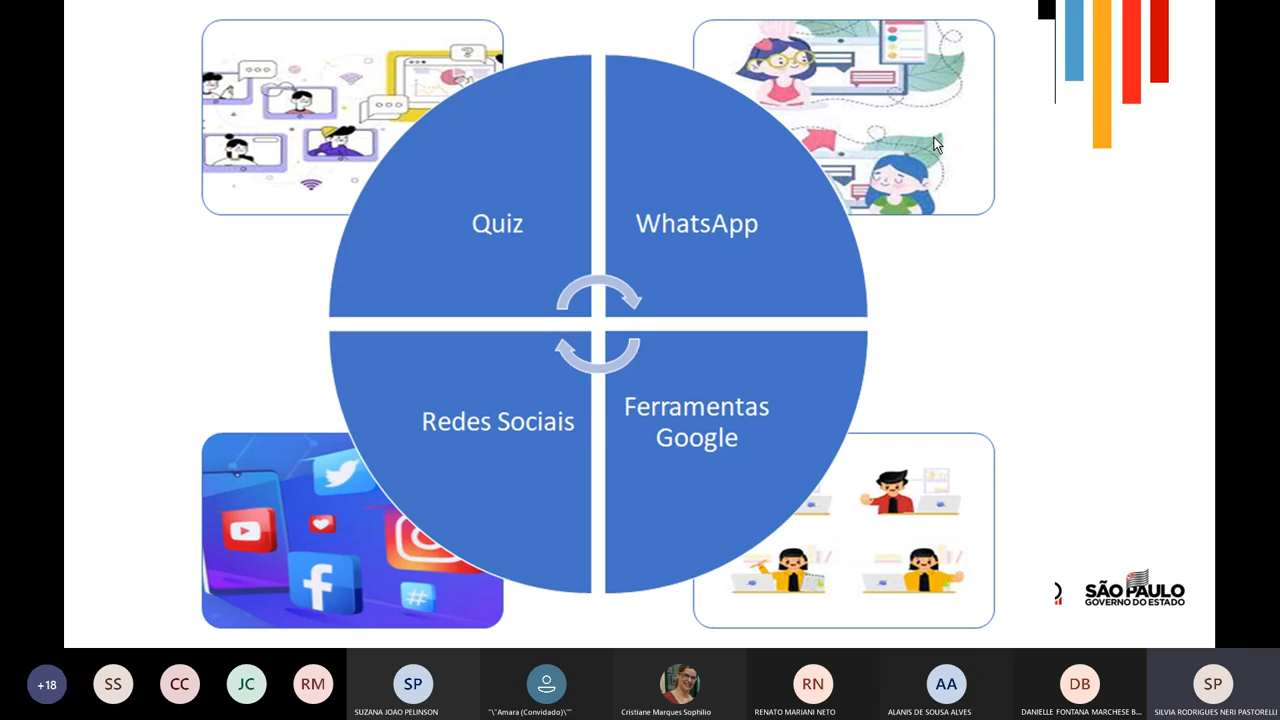 Quiz
WhatsApp
Redes Sociais
Ferramentas
Google
SÃO PAULO
GOVERNO DO ESTADO
+18
SS
CC
JC
RM
SP
RN
AA
DB
SP
SUZANA JOAO PELINSON
"\"Amara (Convidado)\""
Cristiane Marques Sophilio
RENATO MARIANI NETO
ALANIS DE SOUSA ALVES
DANIELLE FONTANA MARCHESE B...
SILVIA RODRIGUES NERI PASTORELLI